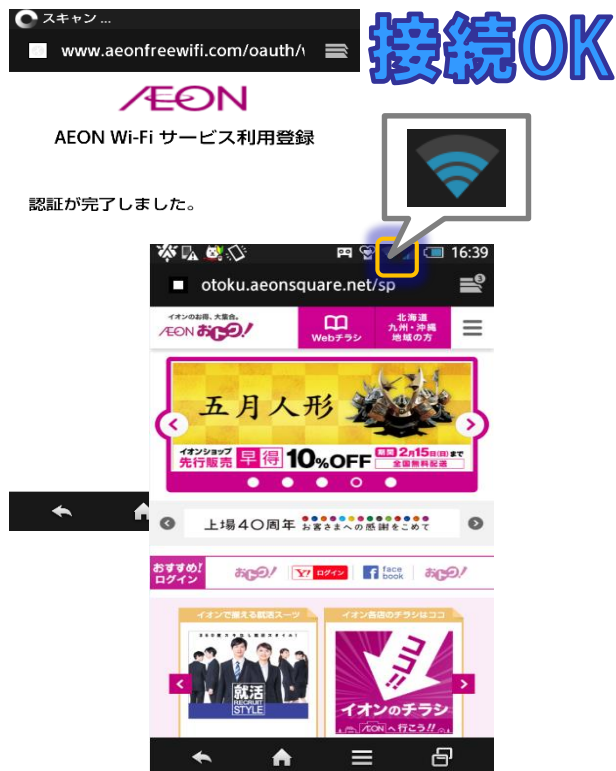 スキャン ...
www.aeonfreewifi.com/oauth/
接続OK
ÆON
AEON Wi-Fi サービス利用登録
認証が完了しました。
16:39
otoku.aeonsquare.net/sp
3
イオンのお得、大集合。
ÆON おトク!
Webチラシ
北海道
九州・沖縄
地域の方
五月人形
イオンショップ
先行販売
早得
10%OFF
期間 2月15日(日)まで
全国無料配送
上場40周年
お客さまへの感謝をこめて
おすすめ!
ログイン
おトク!
Y! ログイン
f facebook
おトク!
イオンで揃える就活スーツ
イオン各店のチラシはココ
就活
RECRUIT
STYLE
ココ!!
イオンのチラシ
ÆON へ行こう!!